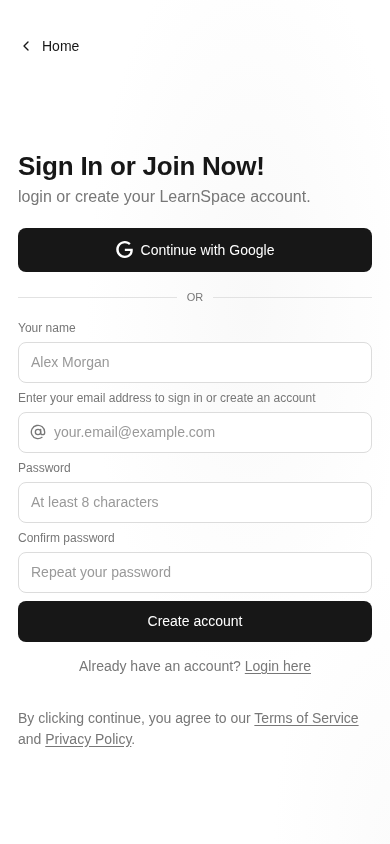 Home
Sign In or Join Now!
login or create your LearnSpace account.
Continue with Google
OR
Your name
Alex Morgan
Enter your email address to sign in or create an account
your.email@example.com
Password
At least 8 characters
Confirm password
Repeat your password
Create account
Already have an account? Login here
By clicking continue, you agree to our Terms of Service
and Privacy Policy.